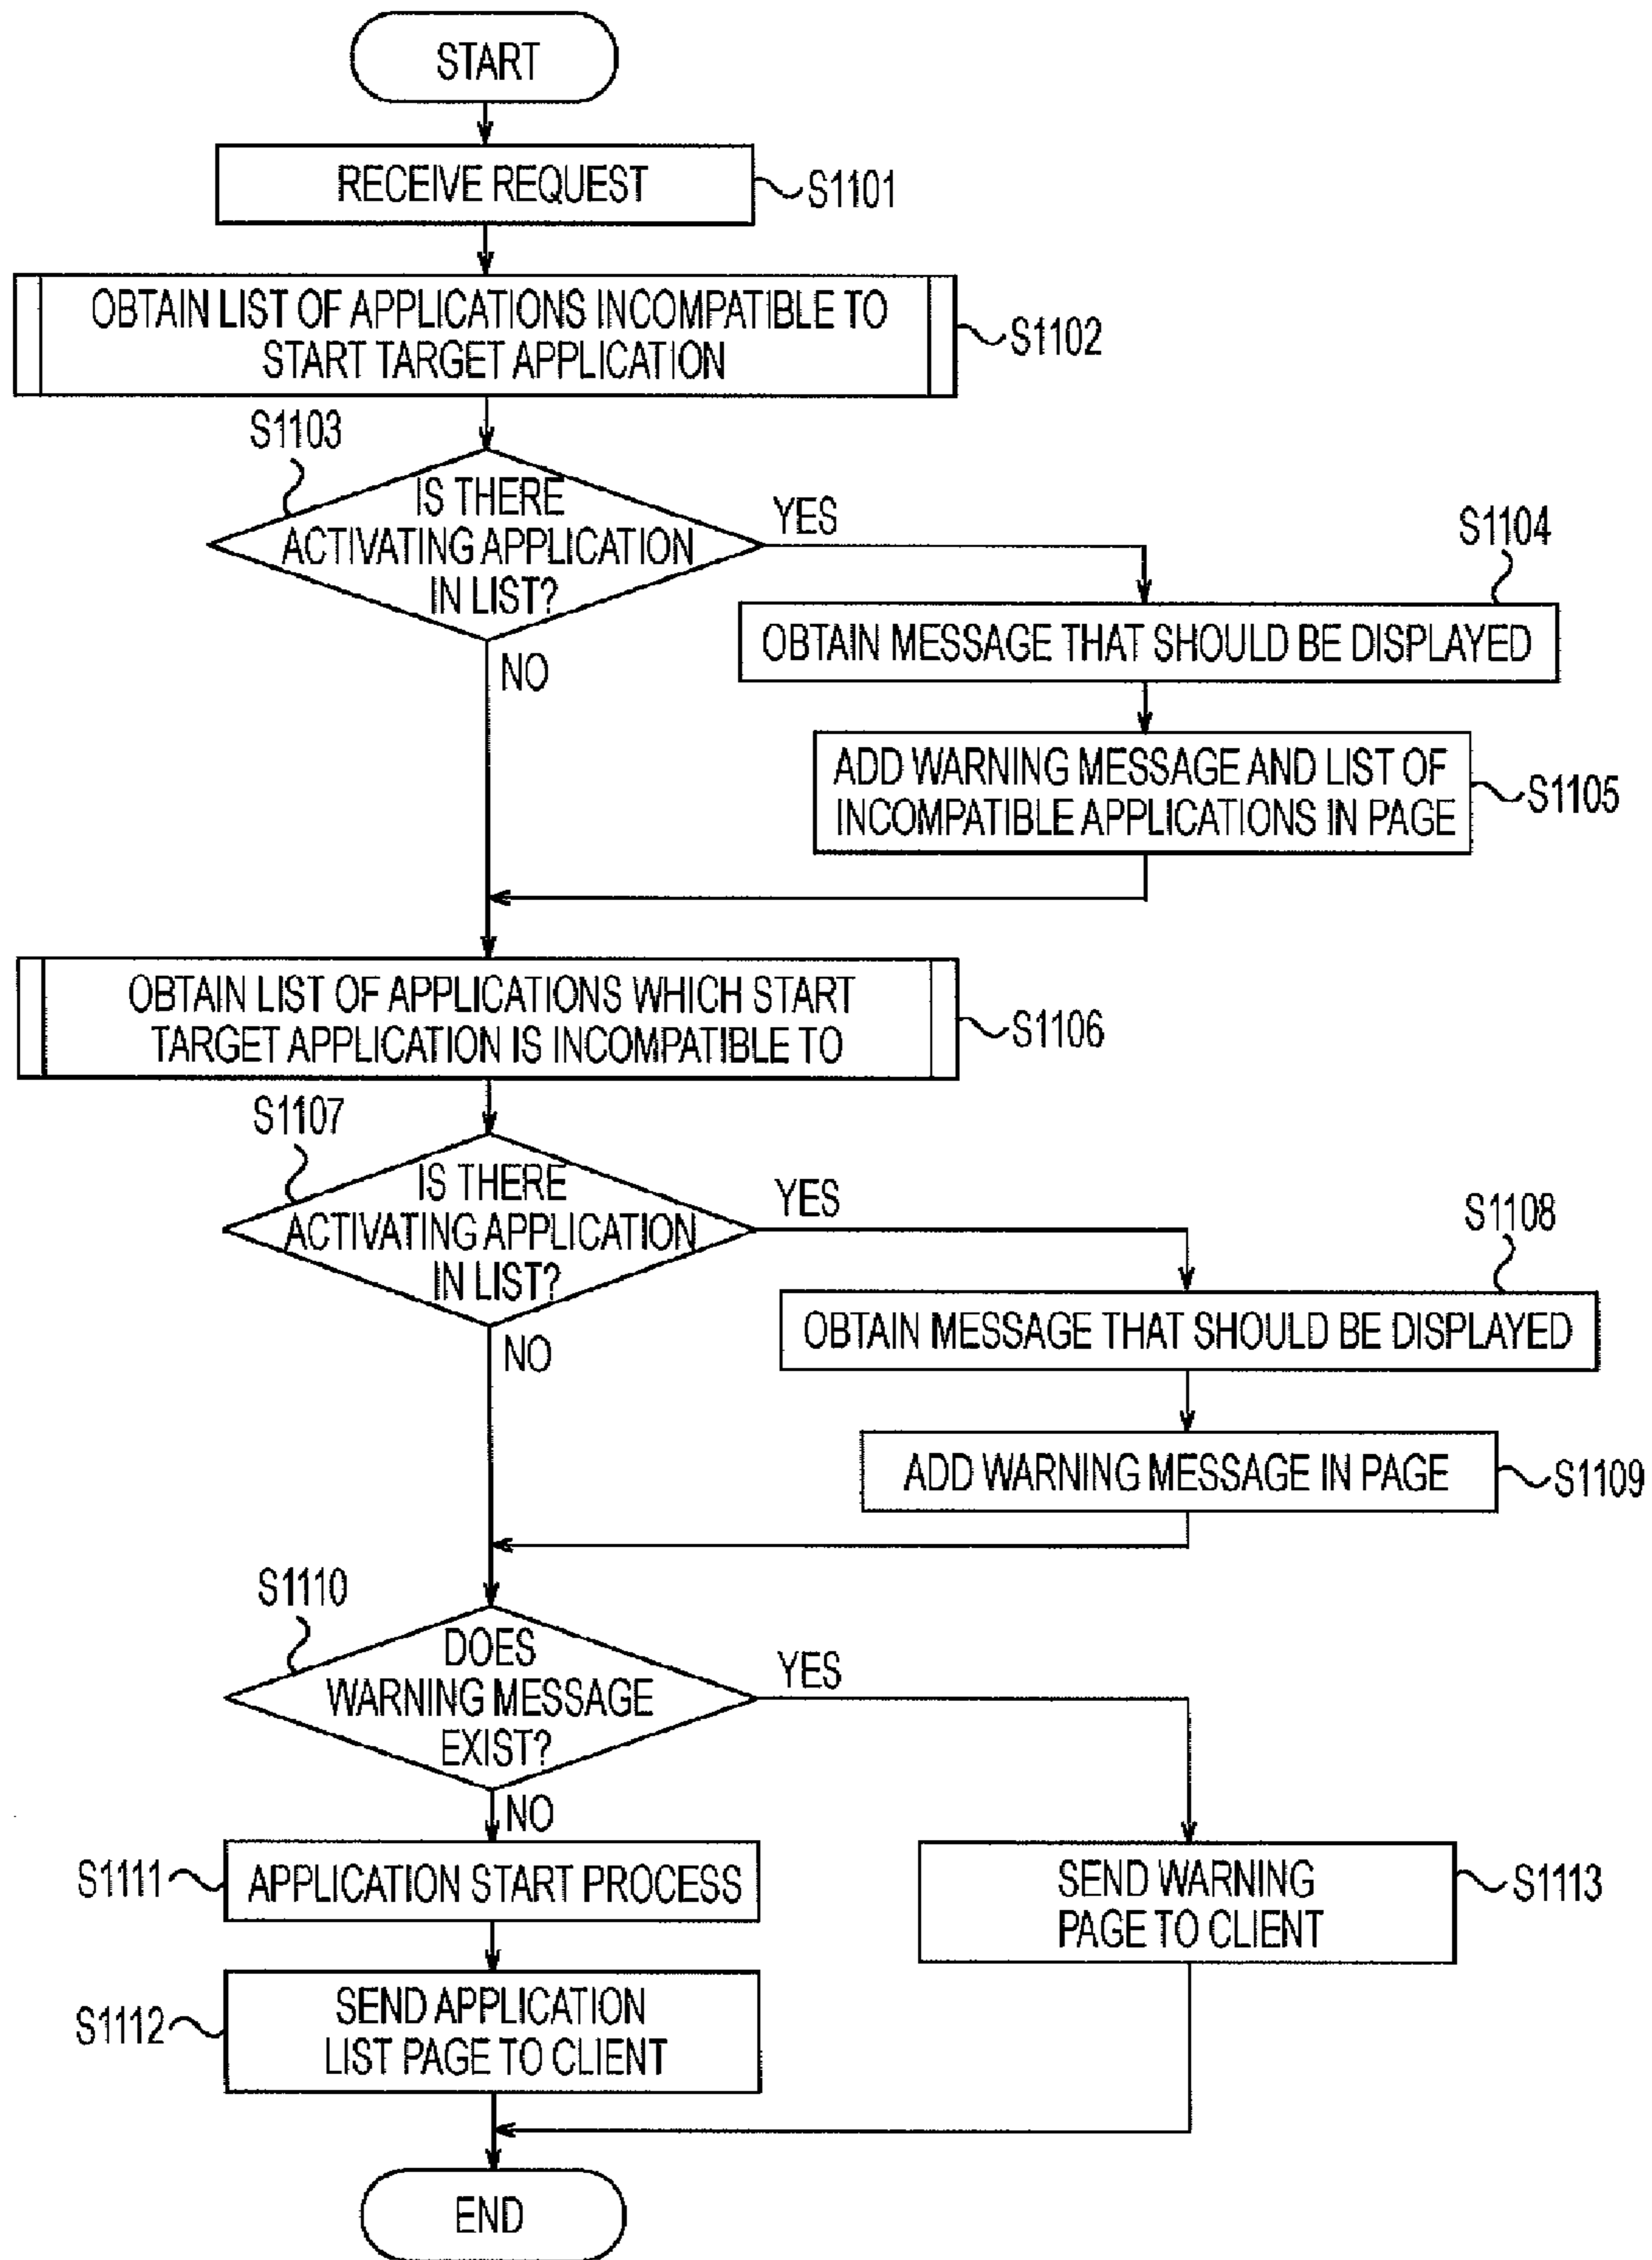 START
RECEIVE REQUEST
S1101
OBTAIN LIST OF APPLICATIONS INCOMPATIBLE TO
START TARGET APPLICATION
S1102
S1103
IS THERE
ACTIVATING APPLICATION
IN LIST?
YES
NO
S1104
OBTAIN MESSAGE THAT SHOULD BE DISPLAYED
ADD WARNING MESSAGE AND LIST OF
INCOMPATIBLE APPLICATIONS IN PAGE
S1105
OBTAIN LIST OF APPLICATIONS WHICH START
TARGET APPLICATION IS INCOMPATIBLE TO
S1106
S1107
IS THERE
ACTIVATING APPLICATION
IN LIST?
YES
NO
S1108
OBTAIN MESSAGE THAT SHOULD BE DISPLAYED
ADD WARNING MESSAGE IN PAGE
S1109
S1110
DOES
WARNING MESSAGE
EXIST?
YES
NO
S1111
APPLICATION START PROCESS
SEND WARNING
PAGE TO CLIENT
S1113
S1112
SEND APPLICATION
LIST PAGE TO CLIENT
END